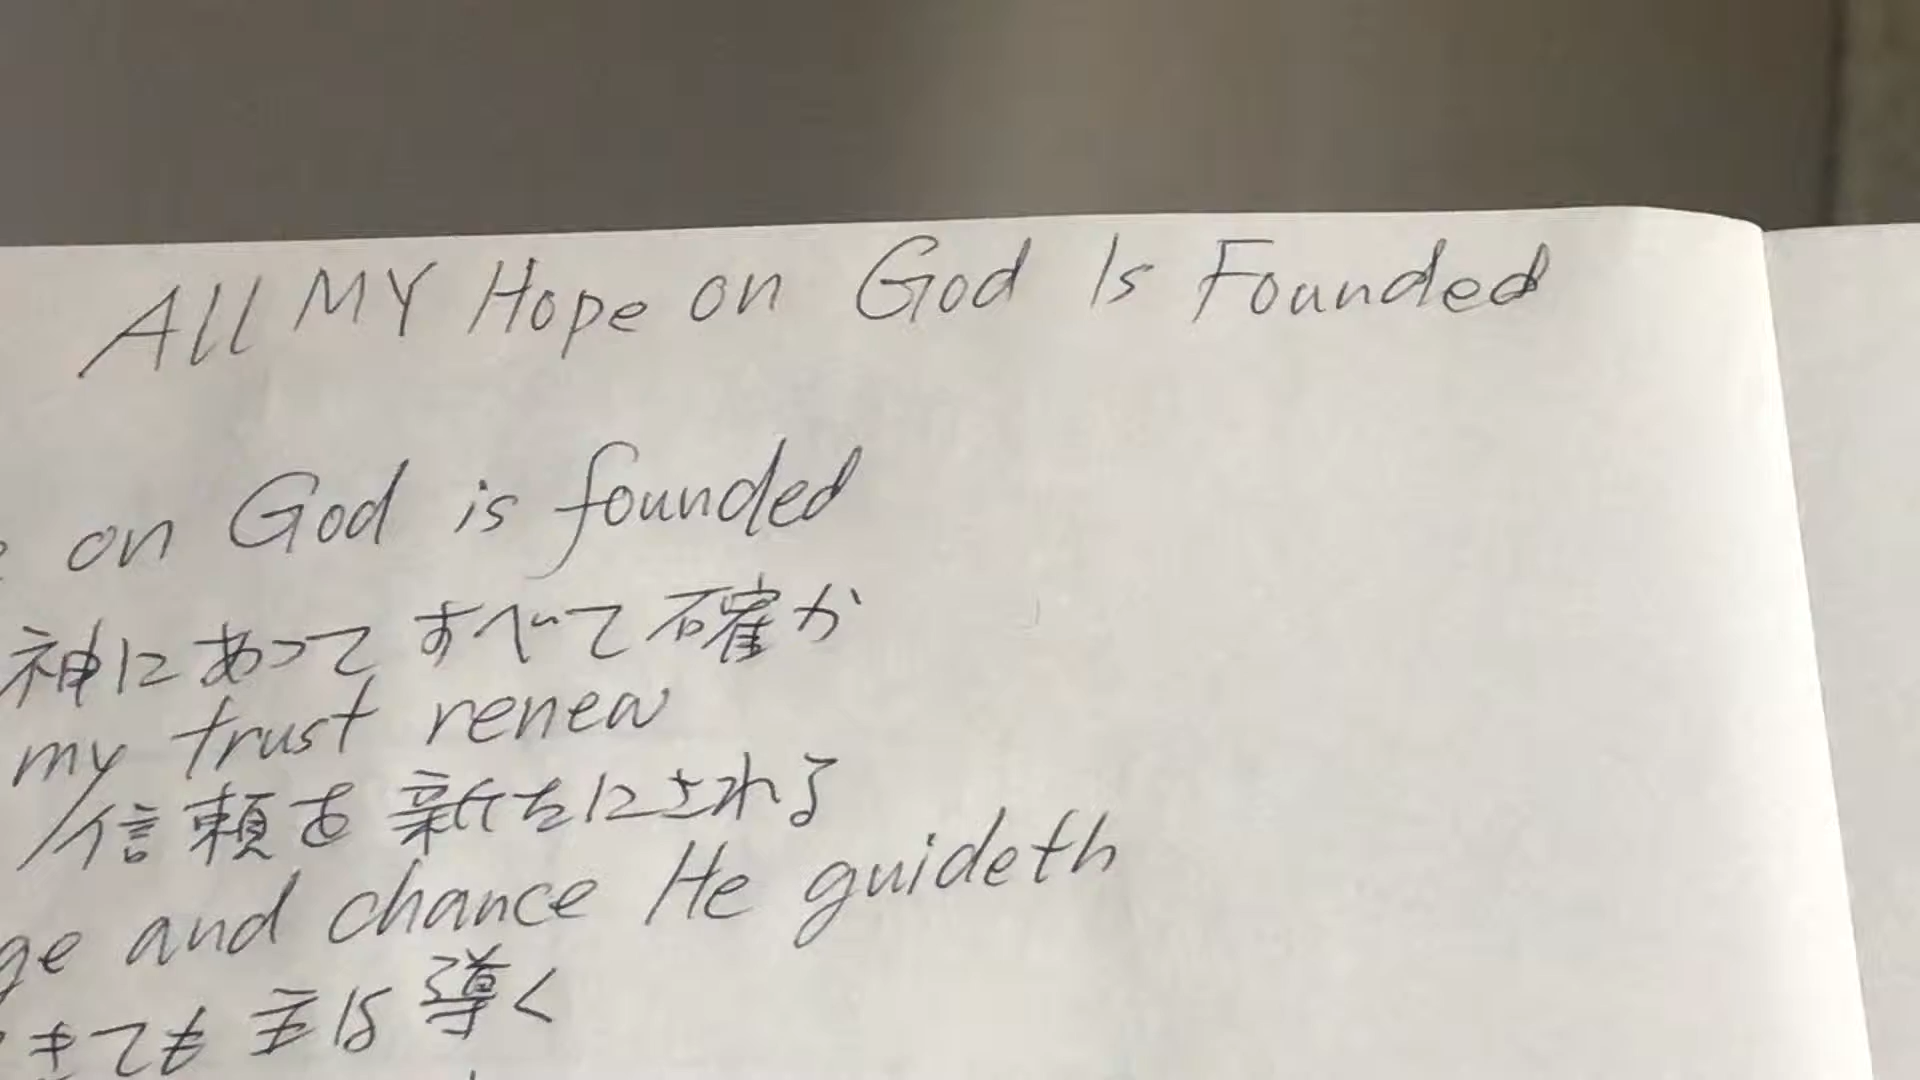 All MY Hope on God Is Founded
on God is founded
神にあって すべて確か
my trust renew
信頼を新たにされる
and chance He guideth
きても 主は導く